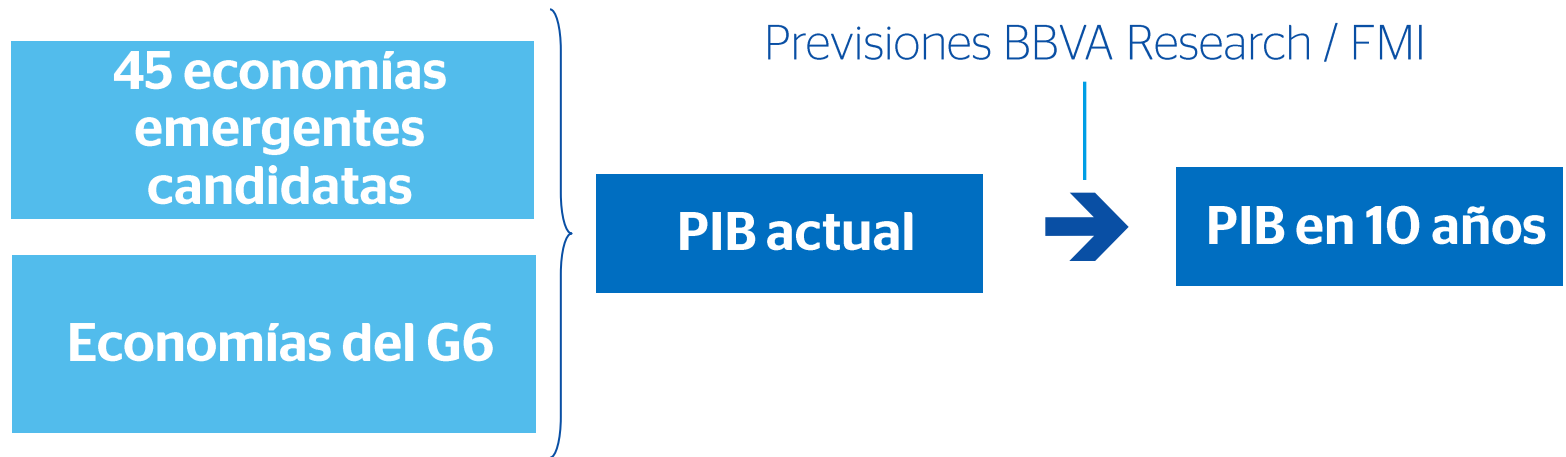 45 economías
emergentes
candidatas
Economías del G6
PIB actual
Previsiones BBVA Research / FMI
PIB en 10 años